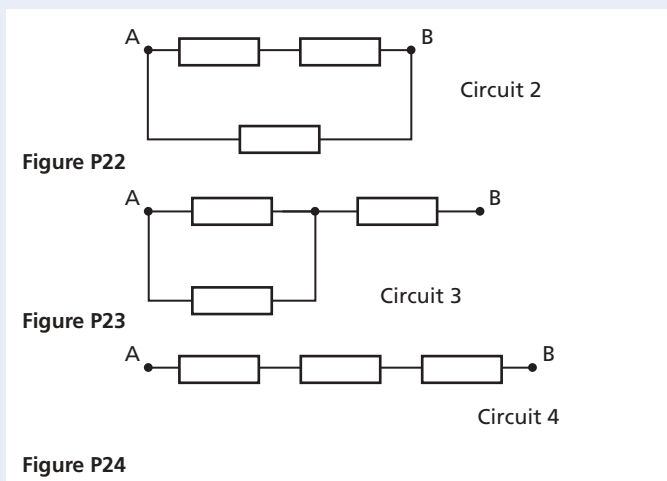 A B
Circuit 2
Figure P22
A B
Circuit 3
Figure P23
A B
Circuit 4
Figure P24